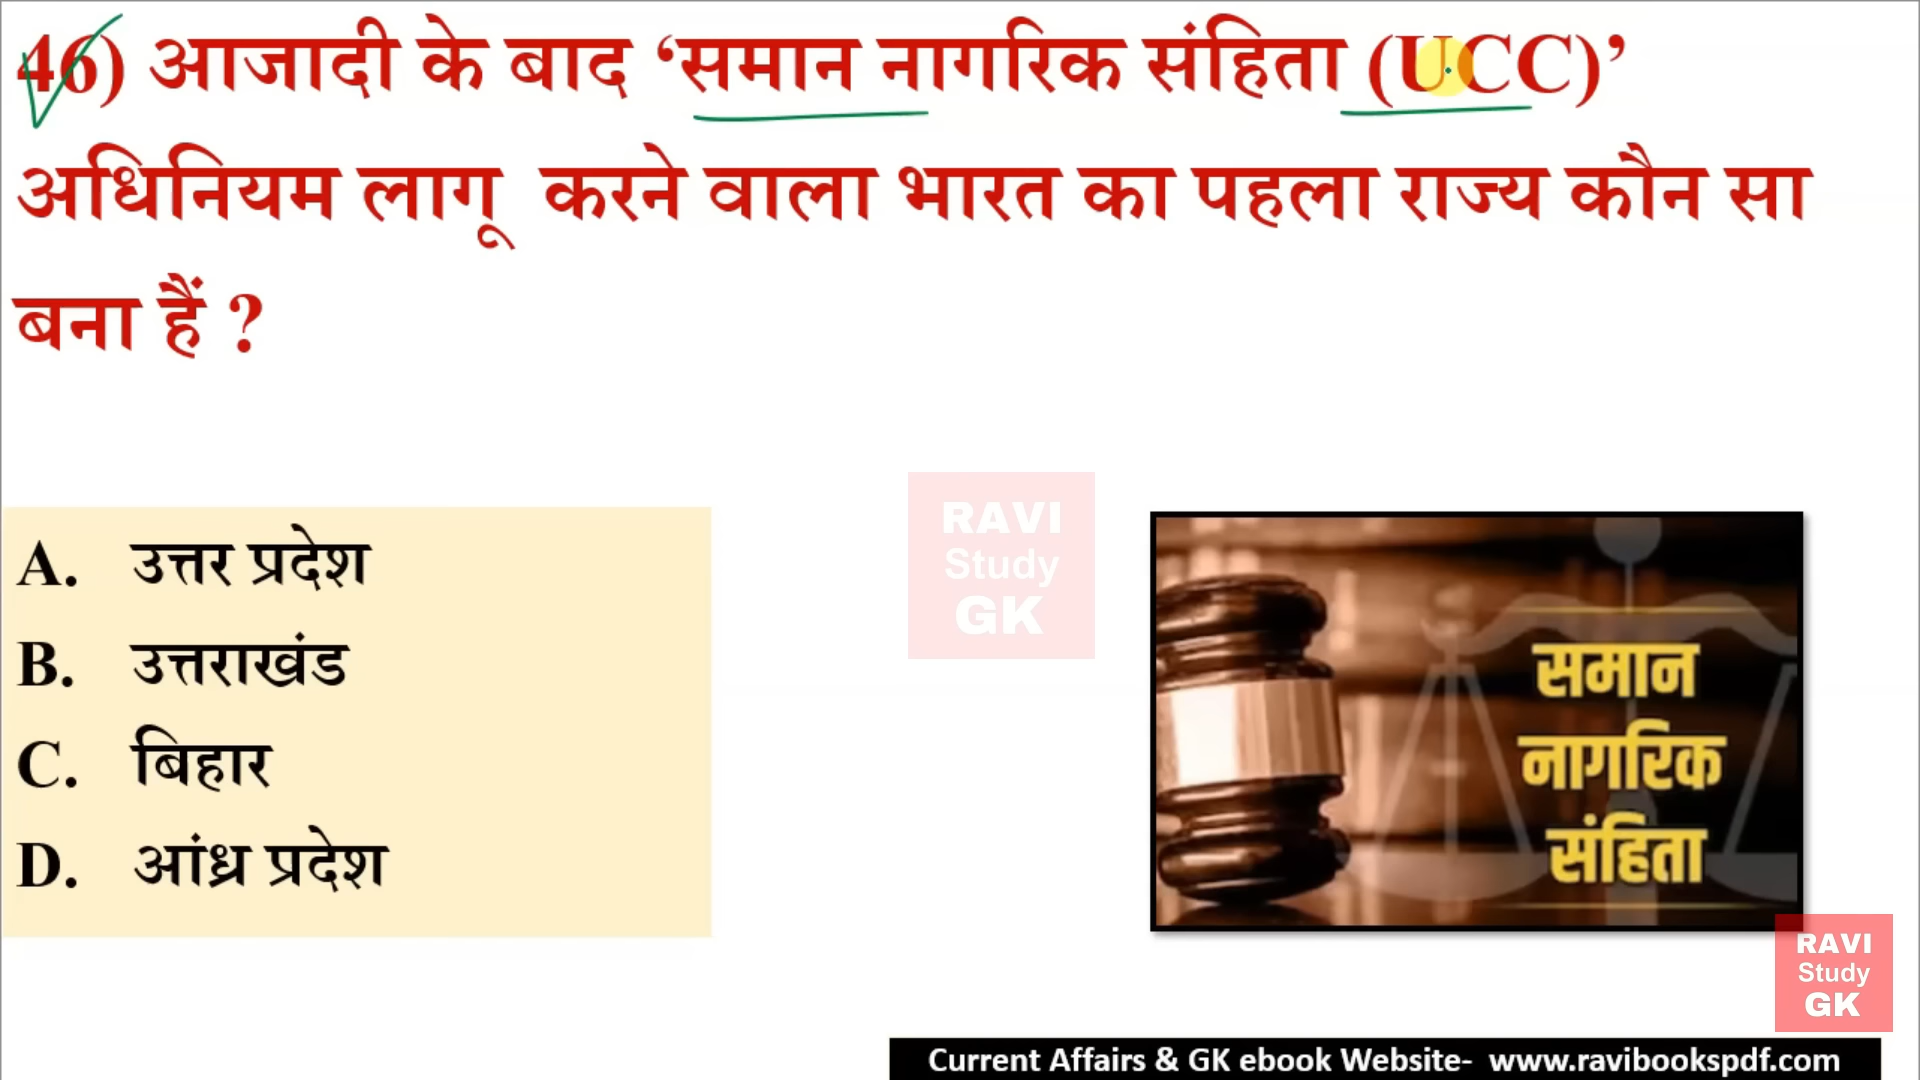 46) आजादी के बाद ‘समान नागरिक संहिता (UCC)’
अधिनियम लागू करने वाला भारत का पहला राज्य कौन सा
बना हैं ?
A. उत्तर प्रदेश
B. उत्तराखंड
C. बिहार
D. आंध्र प्रदेश
RAVI
Study
GK
समान
नागरिक
संहिता
RAVI
Study
GK
Current Affairs & GK ebook Website- www.ravibookspdf.com